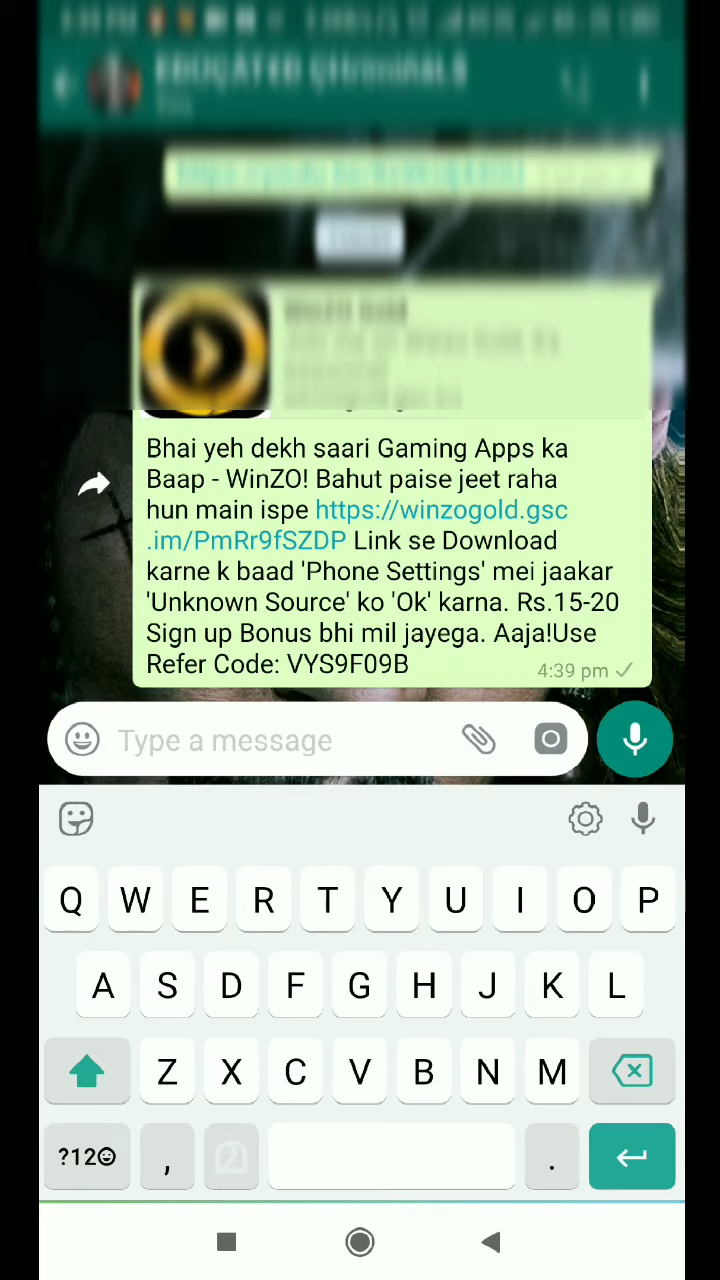 Bhai yeh dekh saari Gaming Apps ka
Baap - WinZO! Bahut paise jeet raha
hun main ispe https://winzogold.gsc
.im/PmRr9fSZDP Link se Download
karne k baad 'Phone Settings' mei jaakar
'Unknown Source' ko 'Ok' karna. Rs.15-20
Sign up Bonus bhi mil jayega. Aaja!Use
Refer Code: VYS9F09B
4:39 pm
Type a message
Q W E R T Y U I O P
A S D F G H J K L
Z X C V B N M
?12 , .